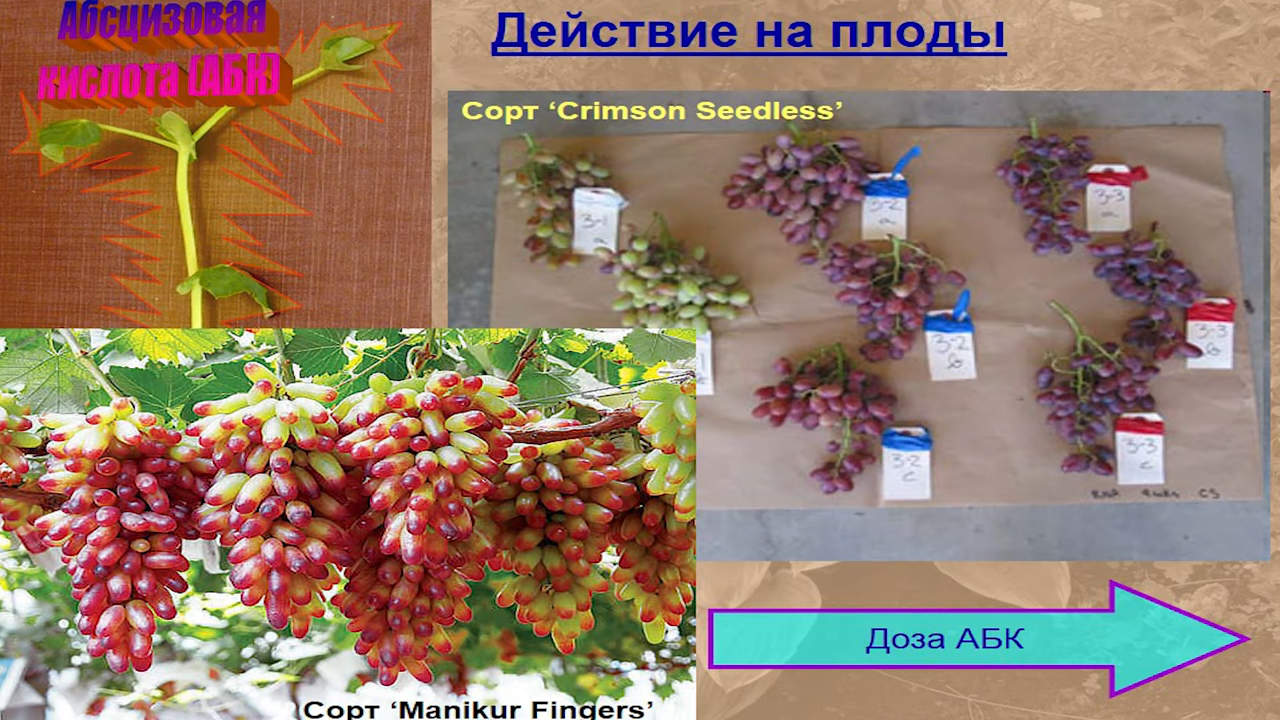 Абсцизовая
кислота (АБК)
Действие на плоды
Сорт ‘Crimson Seedless’
3-1
a
3-2
a
3-3
a
3-2
b
3-3
b
3-2
c
3-3
c
Доза АБК
Сорт ‘Manikur Fingers’